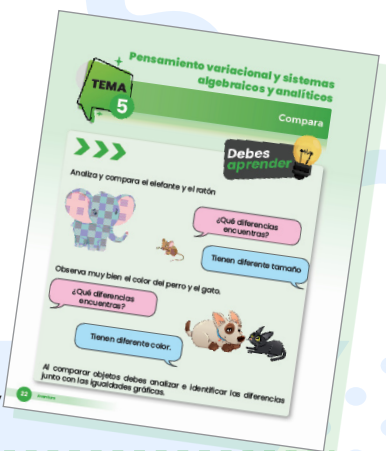 Pensamiento variacional y sistemas
algebraicos y analíticos
TEMA
5
Compara
Debes
aprender
Analiza y compara el elefante y el ratón
¿Qué diferencias
encuentras?
Tienen diferente tamaño
Observa muy bien el color del perro y el gato.
¿Qué diferencias
encuentras?
Tienen diferente color.
Al comparar objetos debes analizar e identificar las diferencias
junto con las igualdades gráficas.
22